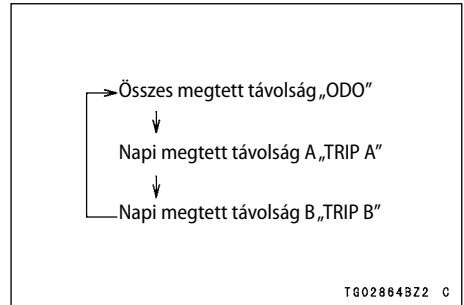 Összes megtett távolság „ODO”
Napi megtett távolság A „TRIP A”
Napi megtett távolság B „TRIP B”
TG02864BZ2 C